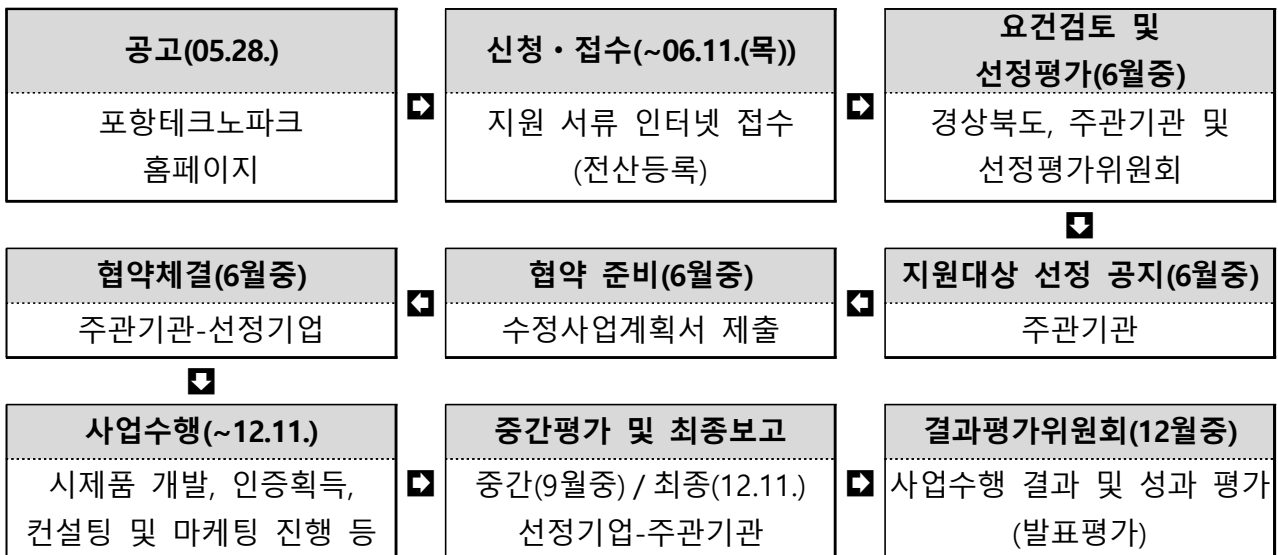 공고(05.28.)
포항테크노파크
홈페이지
신청·접수(~06.11.(목))
지원 서류 인터넷 접수
(전산등록)
요건검토 및
선정평가(6월중)
경상북도, 주관기관 및
선정평가위원회
지원대상 선정 공지(6월중)
주관기관
협약 준비(6월중)
수정사업계획서 제출
협약체결(6월중)
주관기관-선정기업
사업수행(~12.11.)
시제품 개발, 인증획득,
컨설팅 및 마케팅 진행 등
중간평가 및 최종보고
중간(9월중) / 최종(12.11.)
선정기업-주관기관
결과평가위원회(12월중)
사업수행 결과 및 성과 평가
(발표평가)